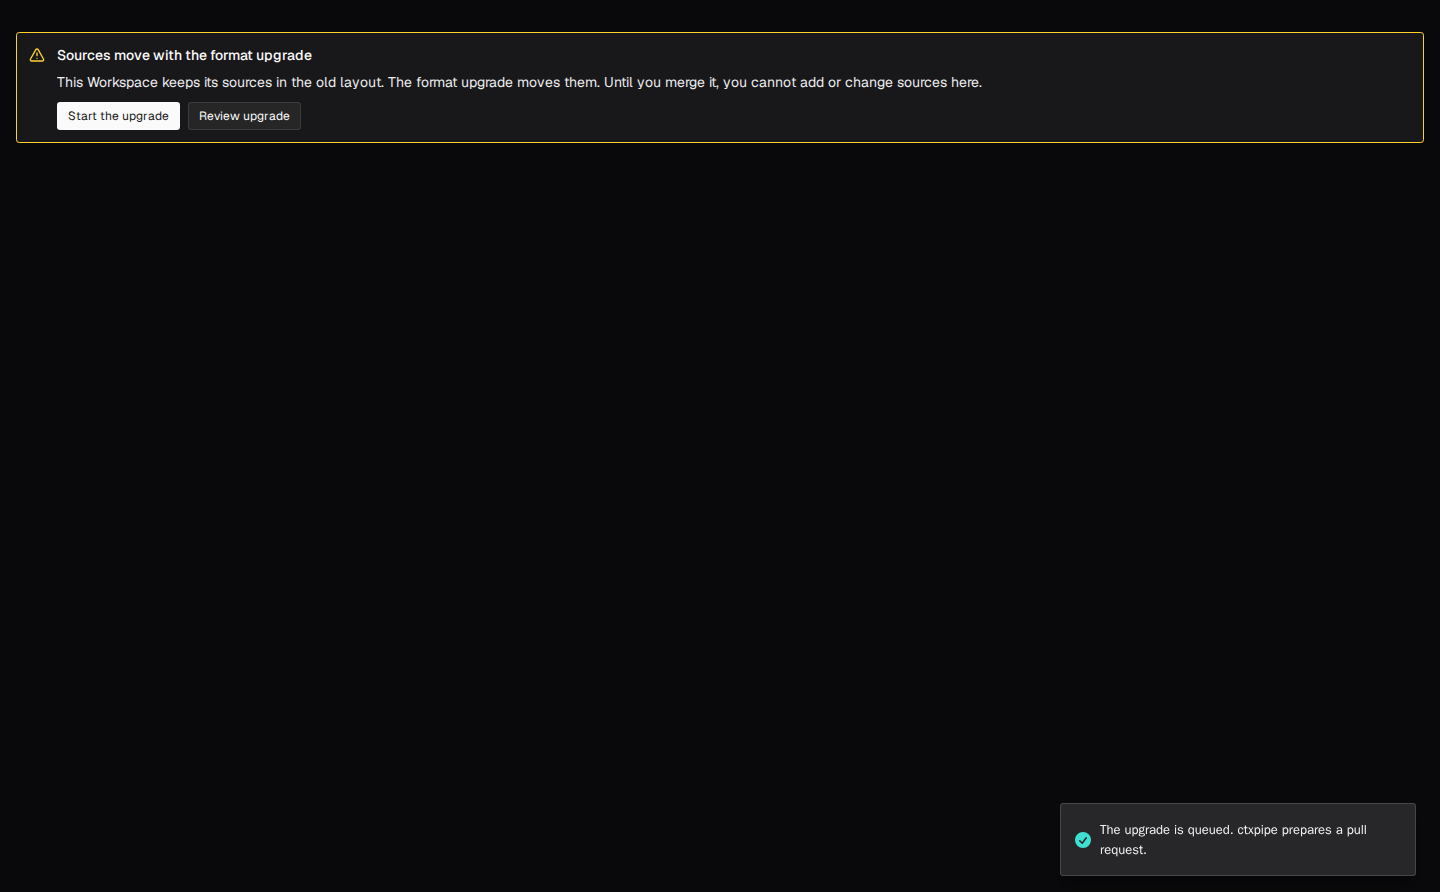 Sources move with the format upgrade
This Workspace keeps its sources in the old layout. The format upgrade moves them. Until you merge it, you cannot add or change sources here.
Start the upgrade
Review upgrade
The upgrade is queued. ctxpipe prepares a pull
request.